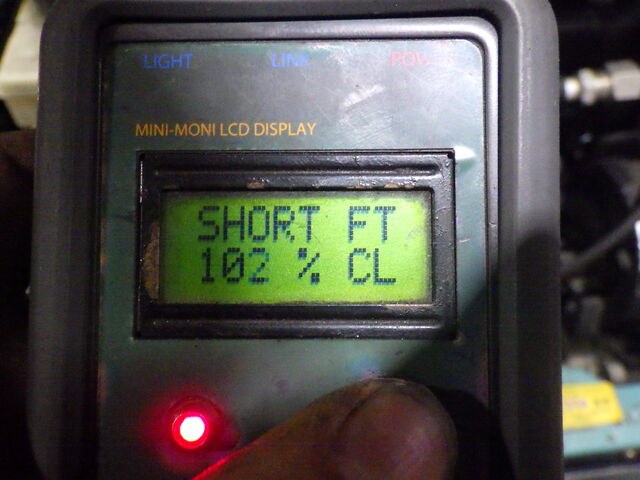 LIGHT LINK POWER
MINI-MONI LCD DISPLAY
SHORT FT
102 % CL